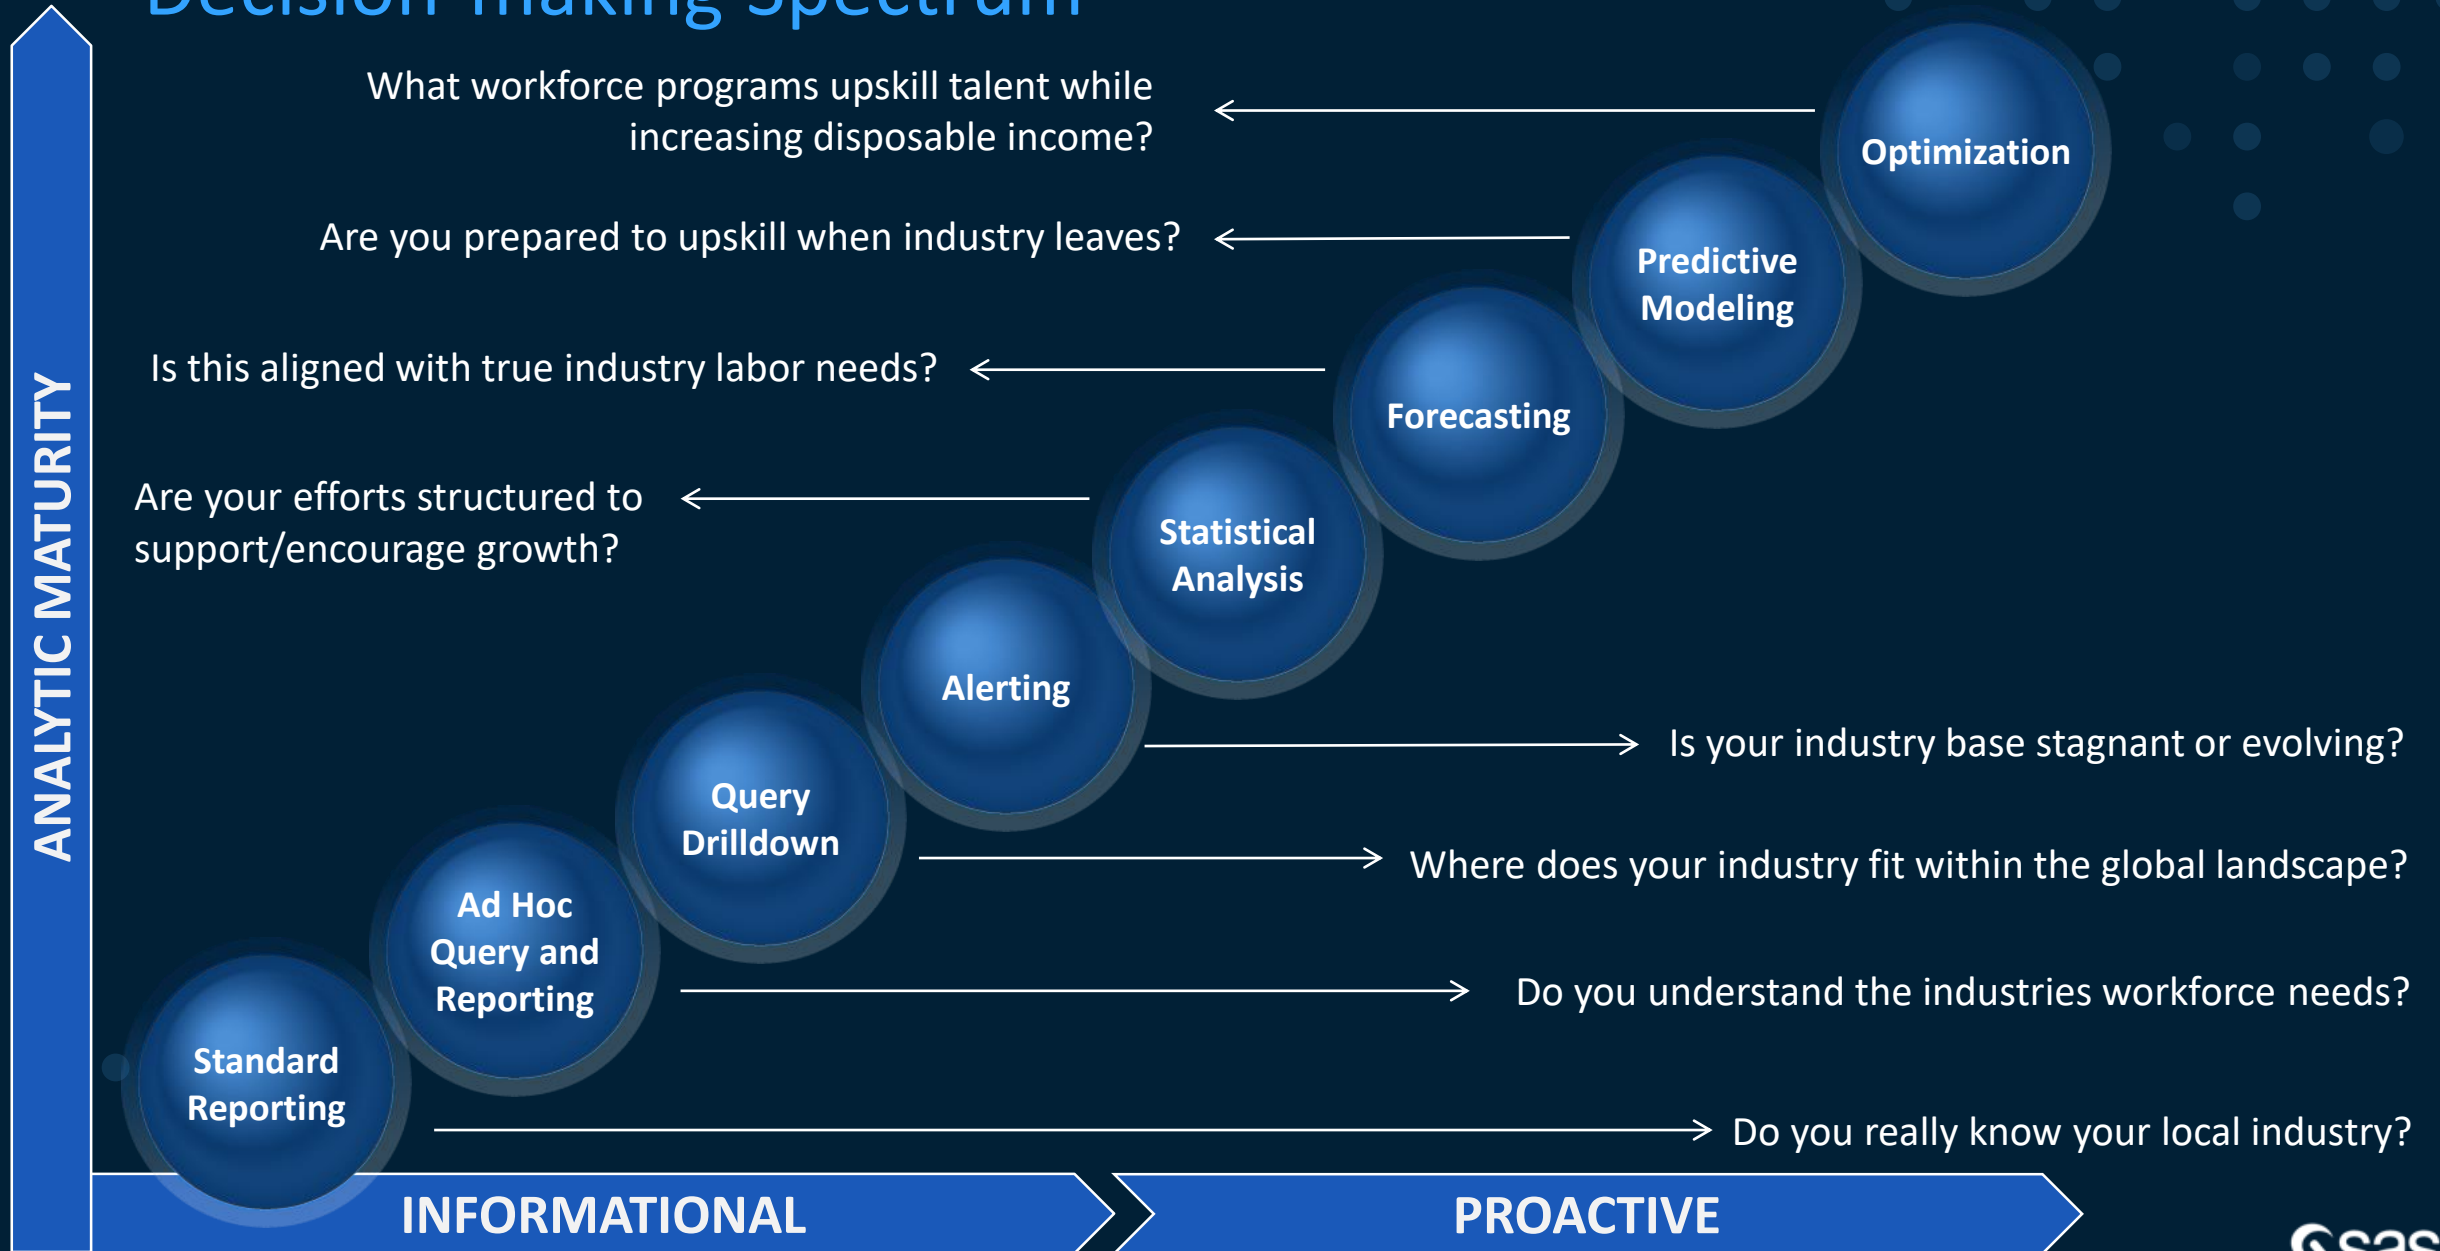 Decision-making Spectrum
What workforce programs upskill talent while
increasing disposable income?
Optimization
Are you prepared to upskill when industry leaves?
Predictive
Modeling
Is this aligned with true industry labor needs?
Forecasting
Are your efforts structured to
support/encourage growth?
Statistical
Analysis
Alerting
Is your industry base stagnant or evolving?
Query
Drilldown
Where does your industry fit within the global landscape?
Ad Hoc
Query and
Reporting
Do you understand the industries workforce needs?
Standard
Reporting
Do you really know your local industry?
ANALYTIC MATURITY
INFORMATIONAL
PROACTIVE
sas